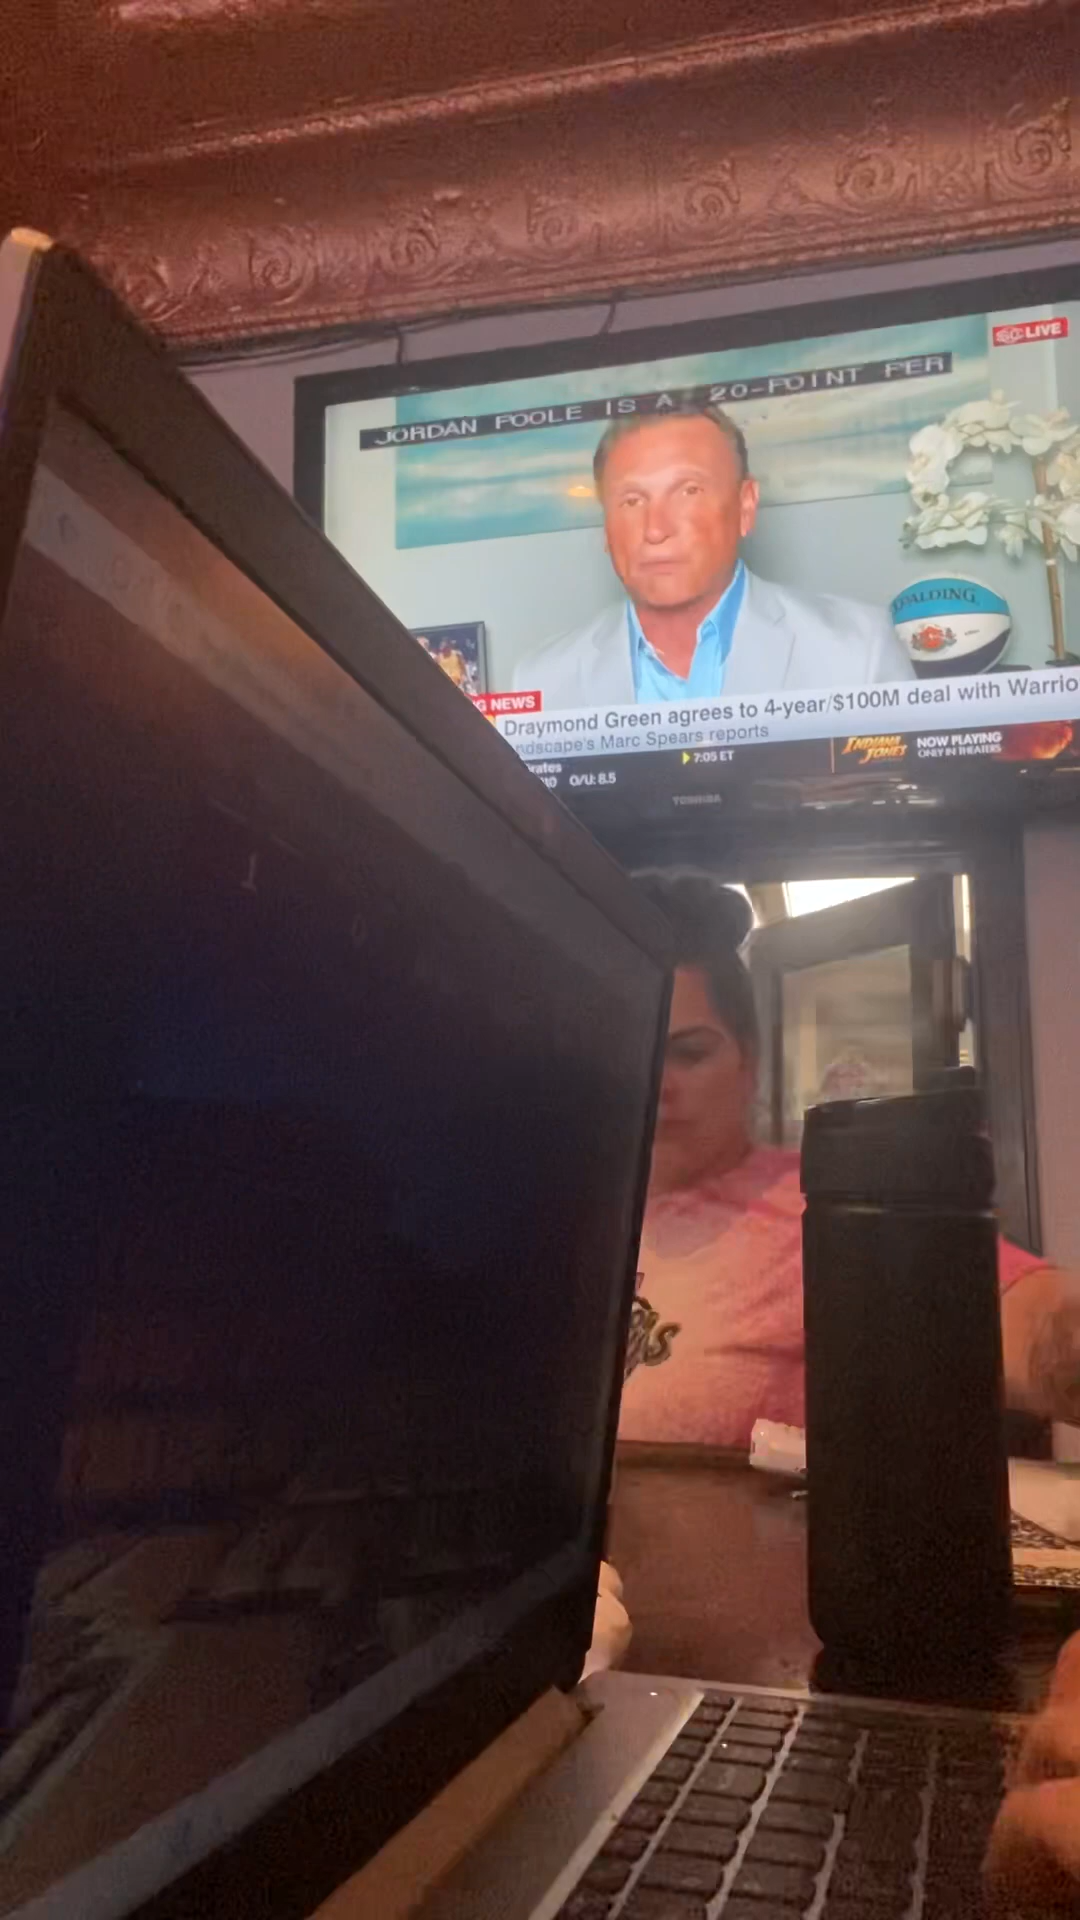 SC LIVE
JORDAN POOLE IS A 20-POINT PER
SPALDING
G NEWS
Draymond Green agrees to 4-year/$100M deal with Warrio
ndscape's Marc Spears reports
rates
O/U: 8.5
7:05 ET
INDIANA JONES
NOW PLAYING
ONLY IN THEATERS
TOSHIBA